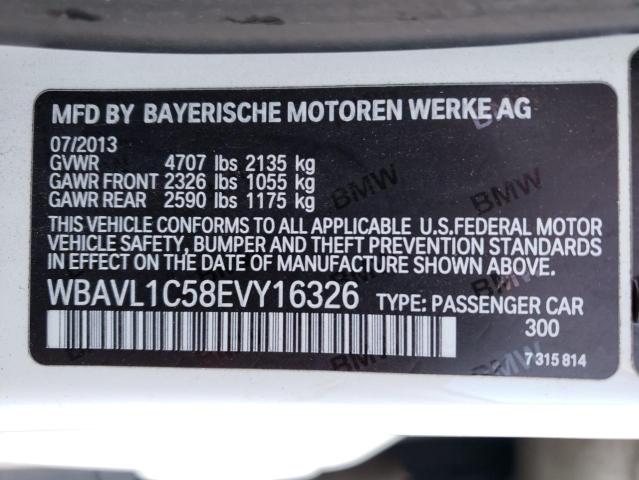 MFD BY BAYERISCHE MOTOREN WERKE AG
07/2013
GVWR 4707 lbs 2135 kg
GAWR FRONT 2326 lbs 1055 kg
GAWR REAR 2590 lbs 1175 kg
THIS VEHICLE CONFORMS TO ALL APPLICABLE U.S.FEDERAL MOTOR
VEHICLE SAFETY, BUMPER AND THEFT PREVENTION STANDARDS
IN EFFECT ON THE DATE OF MANUFACTURE SHOWN ABOVE.
WBAVL1C58EVY16326 TYPE: PASSENGER CAR
300
7 315 814